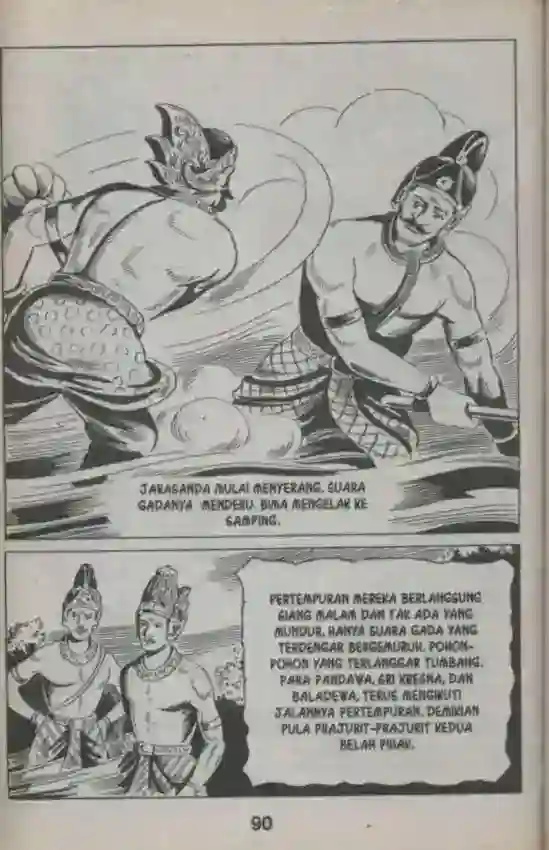 JARASANDA MULAI MENYERANG. SUARA
GADANYA MENDERU. BIMA MENGELAK KE
SAMPING.
PERTEMPURAN MEREKA BERLANGSUNG
SIANG MALAM DAN TAK ADA YANG
MUNDUR. HANYA SUARA GADA YANG
TERDENGAR BERGEMURUH. POHON-
POHON YANG TERLANGGAR TUMBANG.
PARA PANDAWA, SRI KRESNA, DAN
BALADEWA, TERUS MENGIKUTI
JALANNYA PERTEMPURAN. DEMIKIAN
PULA PRAJURIT-PRAJURIT KEDUA
BELAH PIHAK.
90